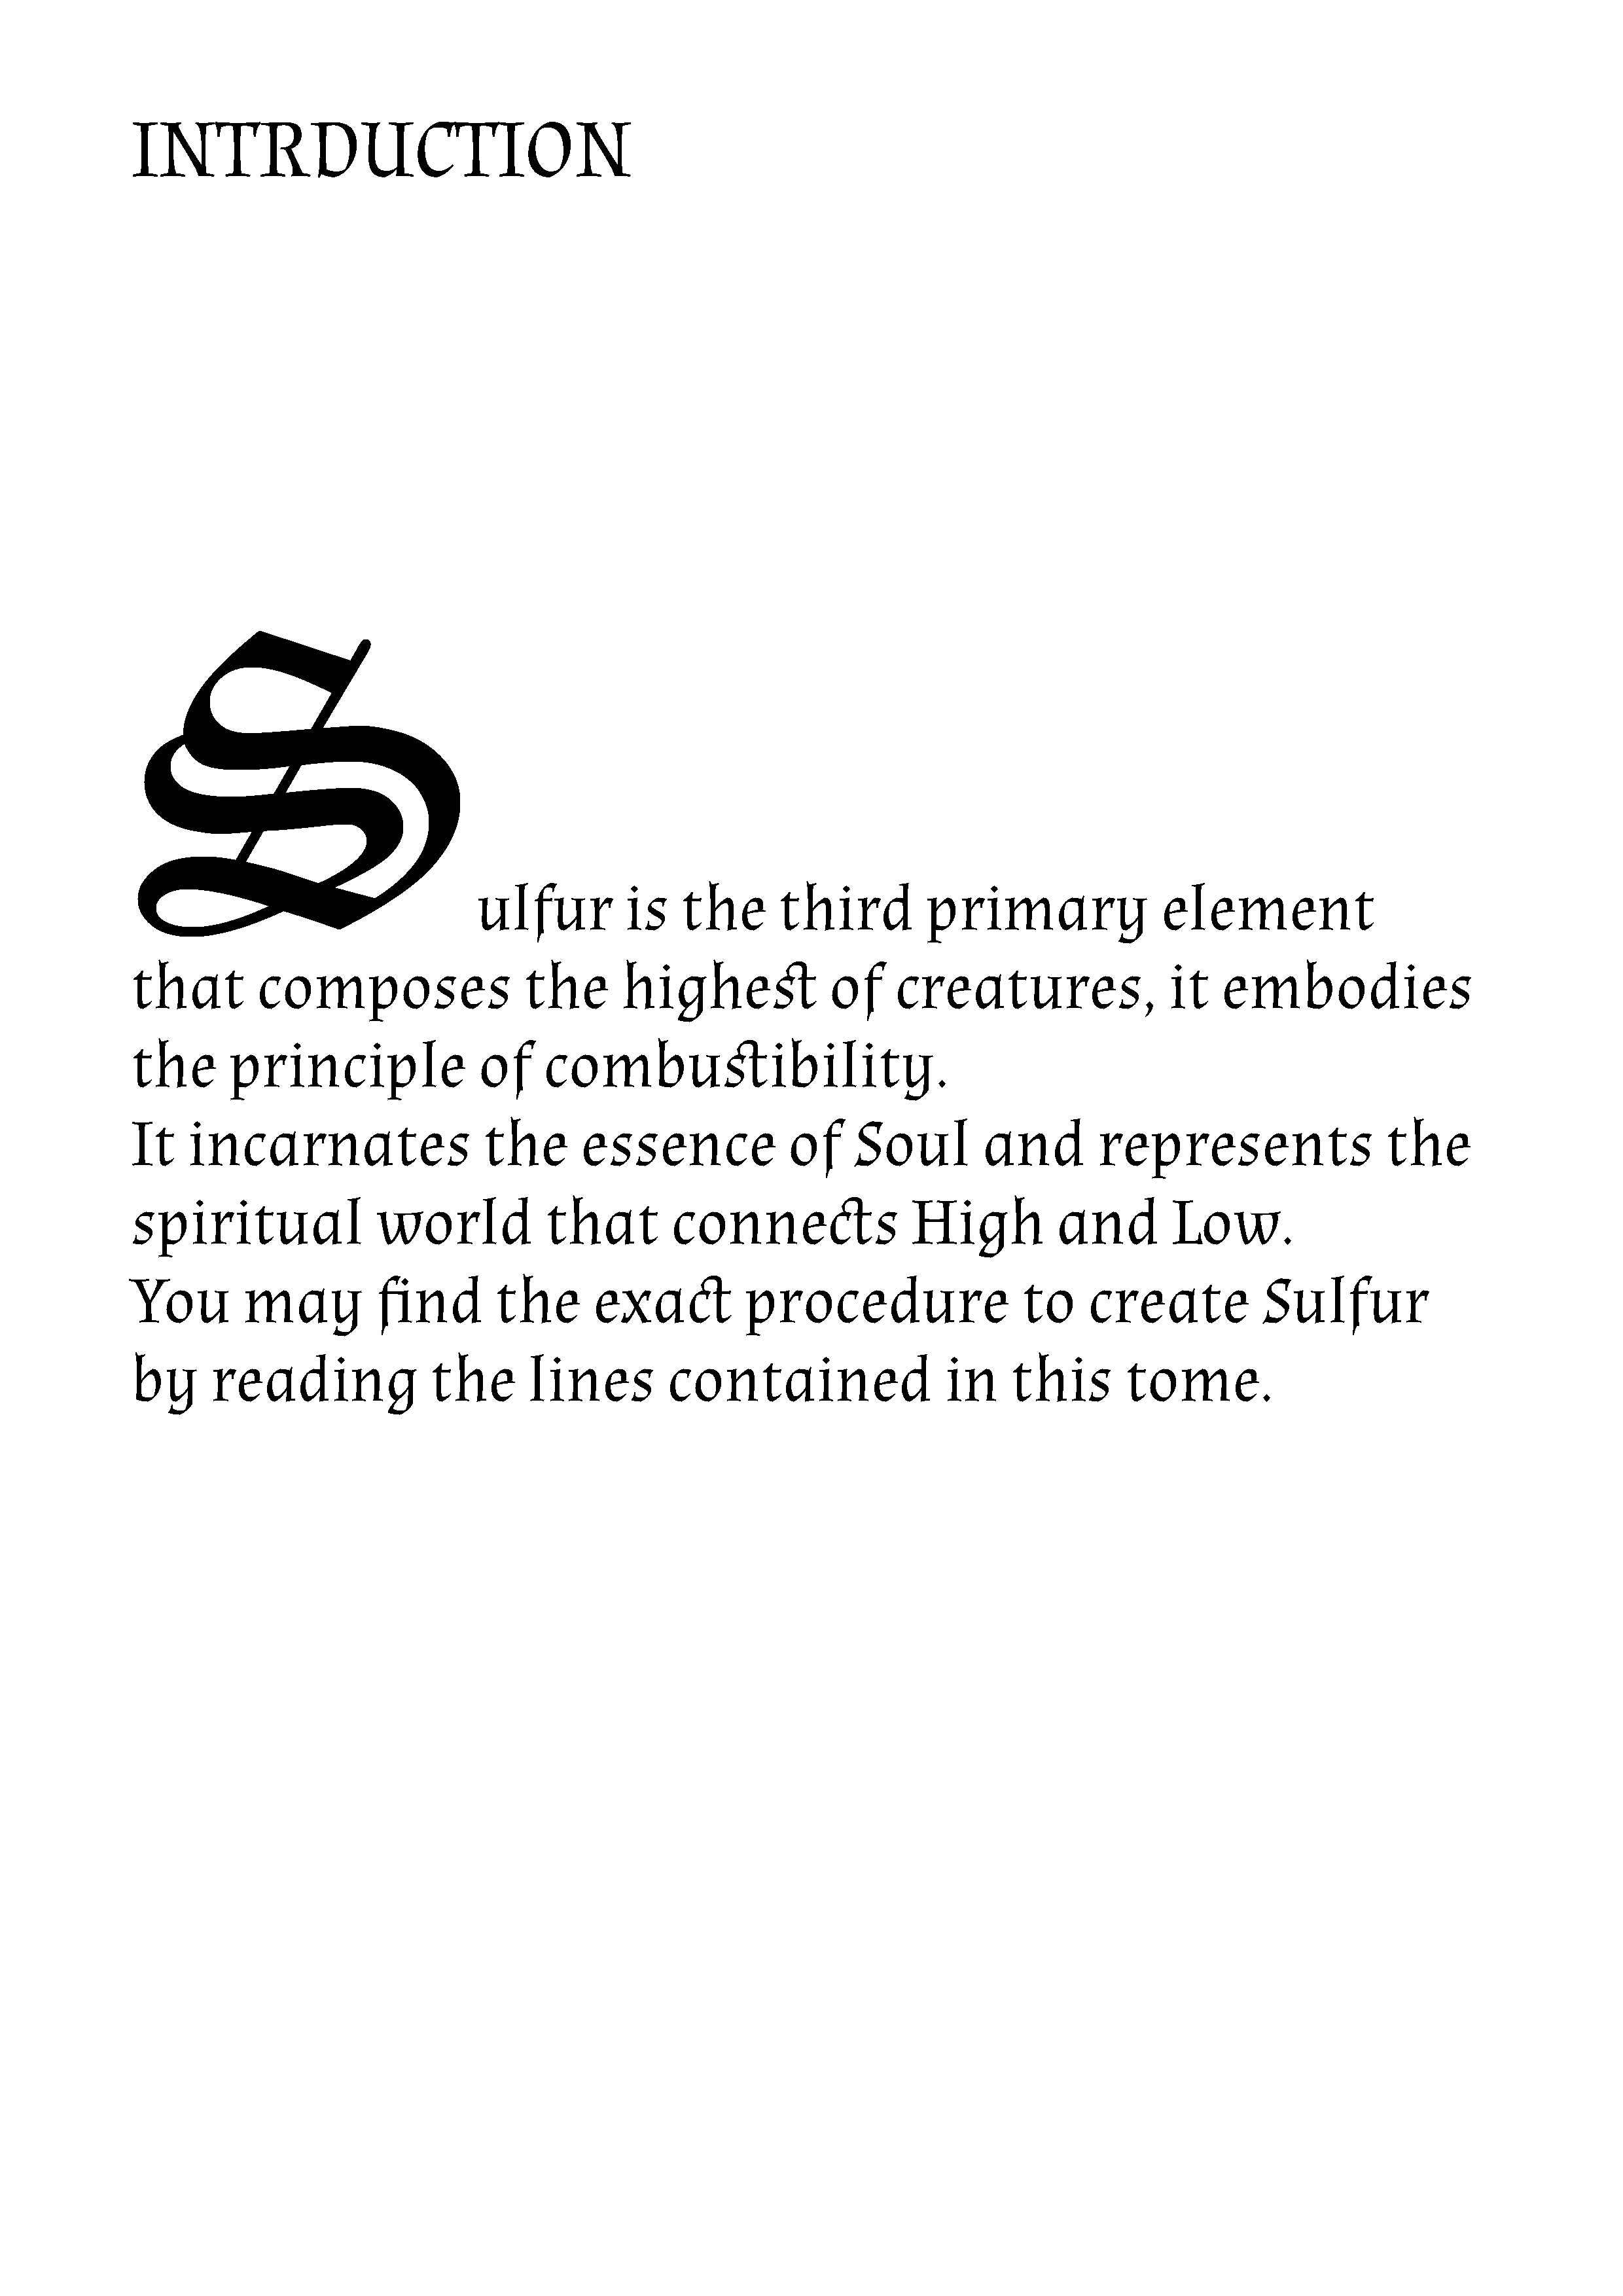 INTRDUCTION
Sulfur is the third primary element
that composes the highest of creatures, it embodies
the principle of combustibility.
It incarnates the essence of Soul and represents the
spiritual world that connects High and Low.
You may find the exact procedure to create Sulfur
by reading the lines contained in this tome.